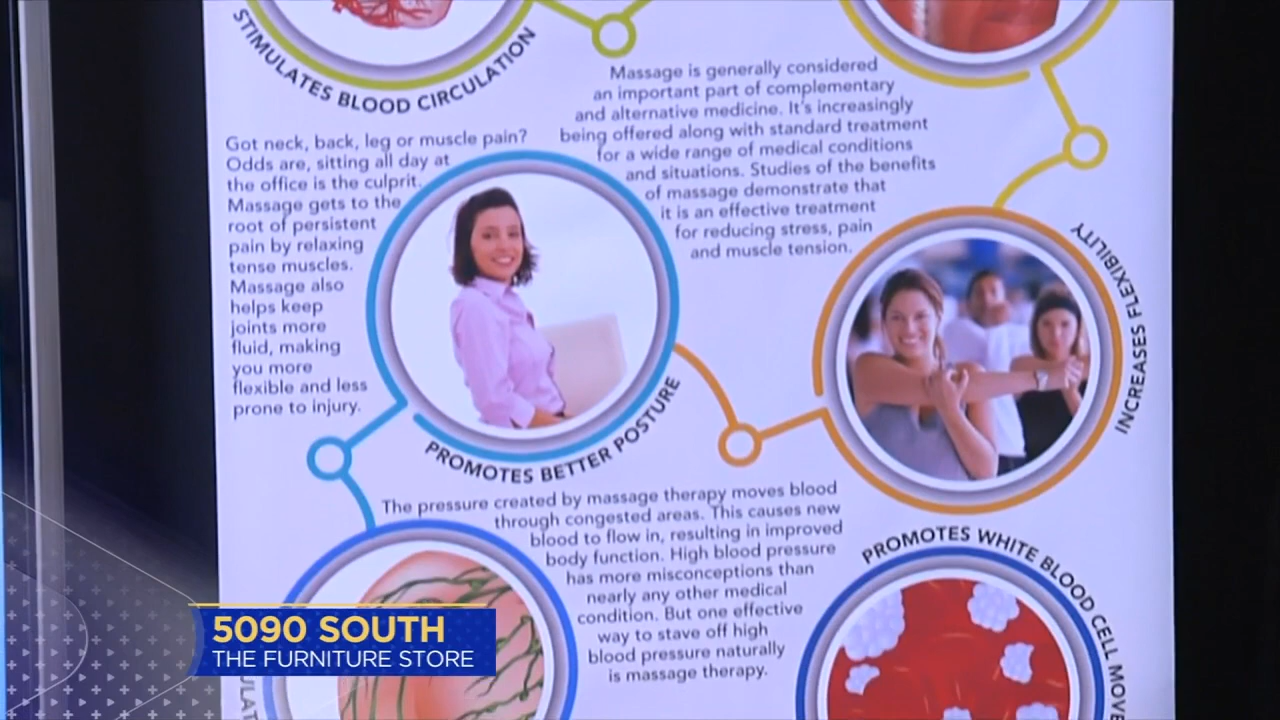 STIMULATES BLOOD CIRCULATION
Massage is generally considered
an important part of complementary
and alternative medicine. It's increasingly
being offered along with standard treatment
for a wide range of medical conditions
and situations. Studies of the benefits
of massage demonstrate that
it is an effective treatment
for reducing stress, pain
and muscle tension.
Got neck, back, leg or muscle pain?
Odds are, sitting all day at
the office is the culprit.
Massage gets to the
root of persistent
pain by relaxing
tense muscles.
Massage also
helps keep
joints more
fluid, making
you more
flexible and less
prone to injury.
PROMOTES BETTER POSTURE
INCREASES FLEXIBILITY
The pressure created by massage therapy moves blood
through congested areas. This causes new
blood to flow in, resulting in improved
body function. High blood pressure
has more misconceptions than
nearly any other medical
condition. But one effective
way to stave off high
blood pressure naturally
is massage therapy.
PROMOTES WHITE BLOOD CELL MOVE
5090 SOUTH
THE FURNITURE STORE